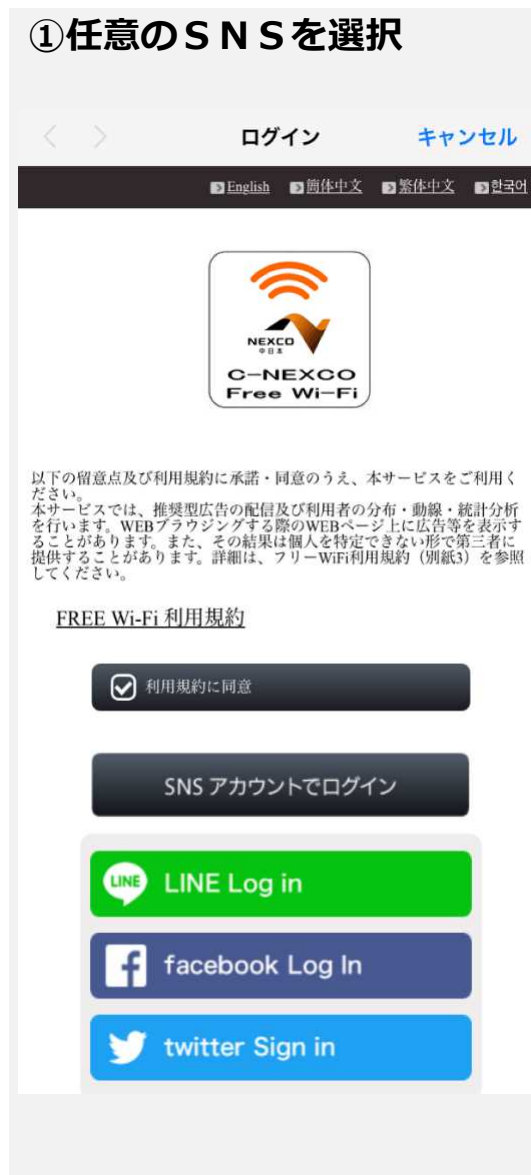 ①任意のＳＮＳを選択
ログイン キャンセル
English 简体中文 繁体中文 한국어
NEXCO
中日本
C-NEXCO
Free Wi-Fi
以下の留意点及び利用規約に承諾・同意のうえ、本サービスをご利用く
ださい。
本サービスでは、推奨型広告の配信及び利用者の分布・動線・統計分析
を行います。WEBブラウジングする際のWEBページ上に広告等を表示す
ることがあります。また、その結果は個人を特定できない形で第三者に
提供することがあります。詳細は、フリーWiFi利用規約（別紙3）を参照
してください。
FREE Wi-Fi 利用規約
利用規約に同意
SNS アカウントでログイン
LINE LINE Log in
f facebook Log In
twitter Sign in